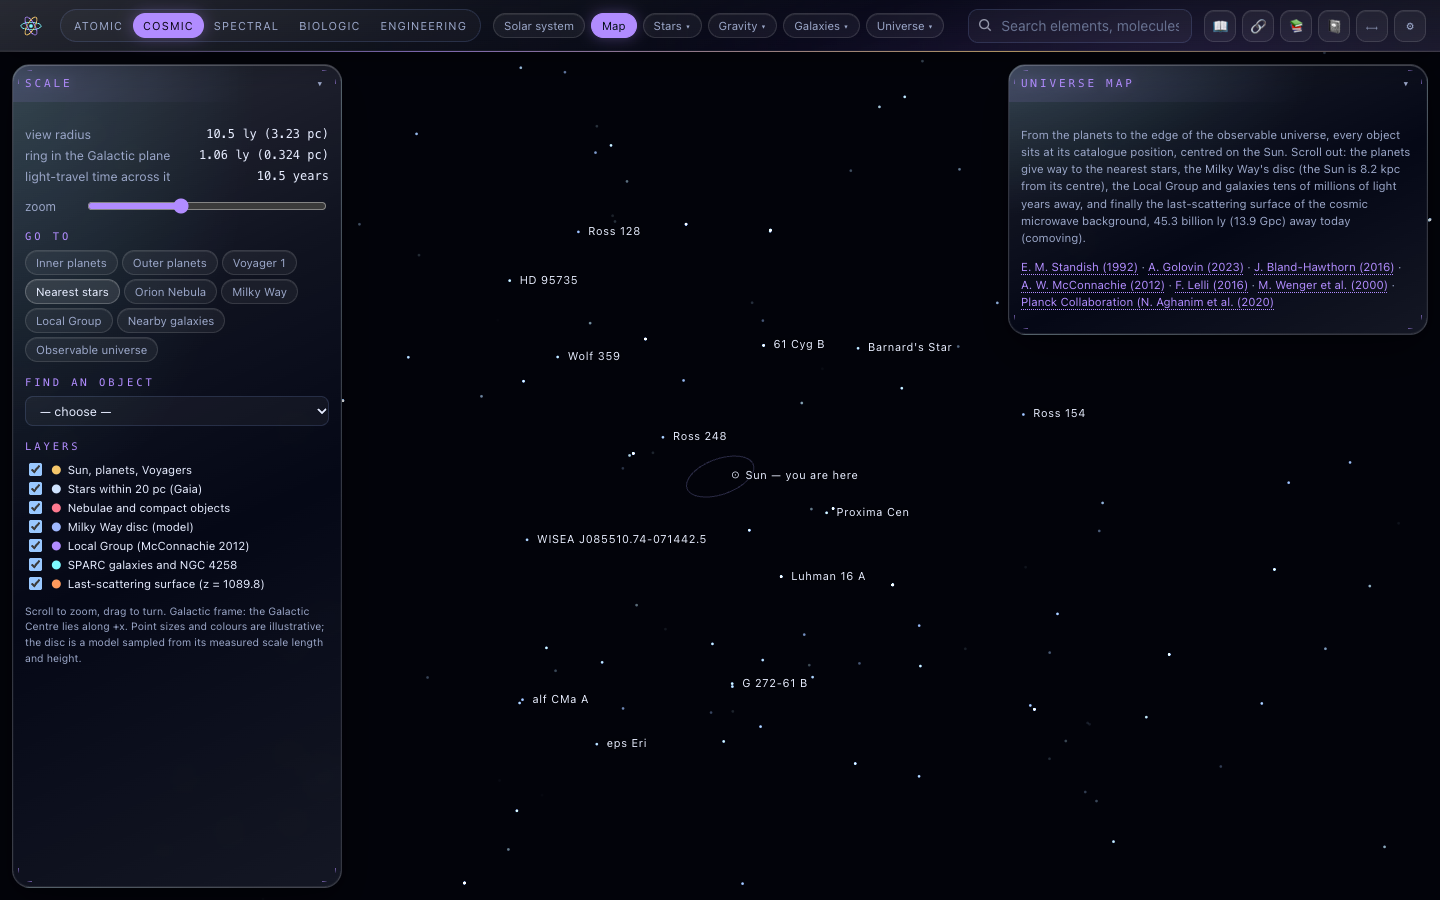 ATOMIC COSMIC SPECTRAL BIOLOGIC ENGINEERING Solar system Map Stars ▾ Gravity ▾ Galaxies ▾ Universe ▾ Search elements, molecules
SCALE ▾
view radius 10.5 ly (3.23 pc)
ring in the Galactic plane 1.06 ly (0.324 pc)
light-travel time across it 10.5 years
zoom
GO TO
Inner planets Outer planets Voyager 1
Nearest stars Orion Nebula Milky Way
Local Group Nearby galaxies
Observable universe
FIND AN OBJECT
— choose —
LAYERS
Sun, planets, Voyagers
Stars within 20 pc (Gaia)
Nebulae and compact objects
Milky Way disc (model)
Local Group (McConnachie 2012)
SPARC galaxies and NGC 4258
Last-scattering surface (z = 1089.8)
Scroll to zoom, drag to turn. Galactic frame: the Galactic
Centre lies along +x. Point sizes and colours are illustrative;
the disc is a model sampled from its measured scale length
and height.
Ross 128
HD 95735
61 Cyg B
Barnard's Star
Wolf 359
Ross 154
Ross 248
Sun — you are here
Proxima Cen
WISEA J085510.74-071442.5
Luhman 16 A
G 272-61 B
alf CMa A
eps Eri
UNIVERSE MAP ▾
From the planets to the edge of the observable universe, every object
sits at its catalogue position, centred on the Sun. Scroll out: the planets
give way to the nearest stars, the Milky Way's disc (the Sun is 8.2 kpc
from its centre), the Local Group and galaxies tens of millions of light
years away, and finally the last-scattering surface of the cosmic
microwave background, 45.3 billion ly (13.9 Gpc) away today
(comoving).
E. M. Standish (1992) · A. Golovin (2023) · J. Bland-Hawthorn (2016) ·
A. W. McConnachie (2012) · F. Lelli (2016) · M. Wenger et al. (2000) ·
Planck Collaboration (N. Aghanim et al. (2020)